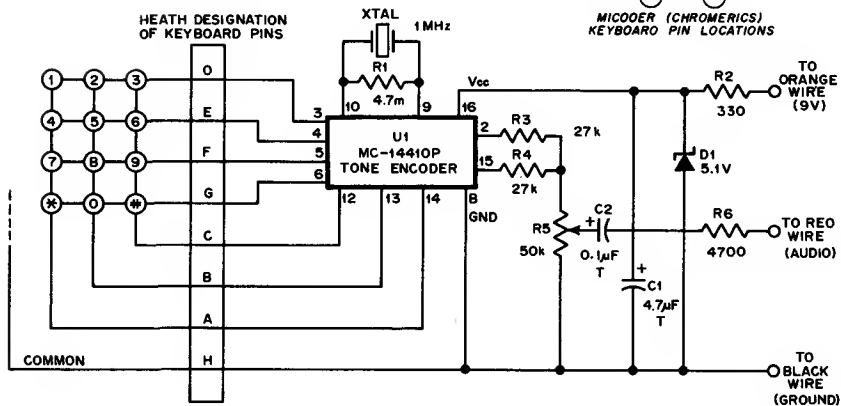 HEATH DESIGNATION
OF KEYBOARD PINS
XTAL
1MHz
MICOOER (CHROMERICS)
KEYBOARO PIN LOCATIONS
R1
4.7m
10
9
16
Vcc
R2
330
TO
ORANGE
WIRE
(9V)
1
2
3
O
3
4
5
6
E
4
7
8
9
F
5
*
0
#
G
6
U1
MC-14410P
TONE ENCODER
2
R3
27k
15
R4
27k
12
13
14
8
GND
R5
50k
+
C2
0.1µF
T
D1
5.1V
R6
4700
TO REO
WIRE
(AUDIO)
+
C1
4.7µF
T
C
B
A
COMMON
H
TO
BLACK
WIRE
(GROUND)